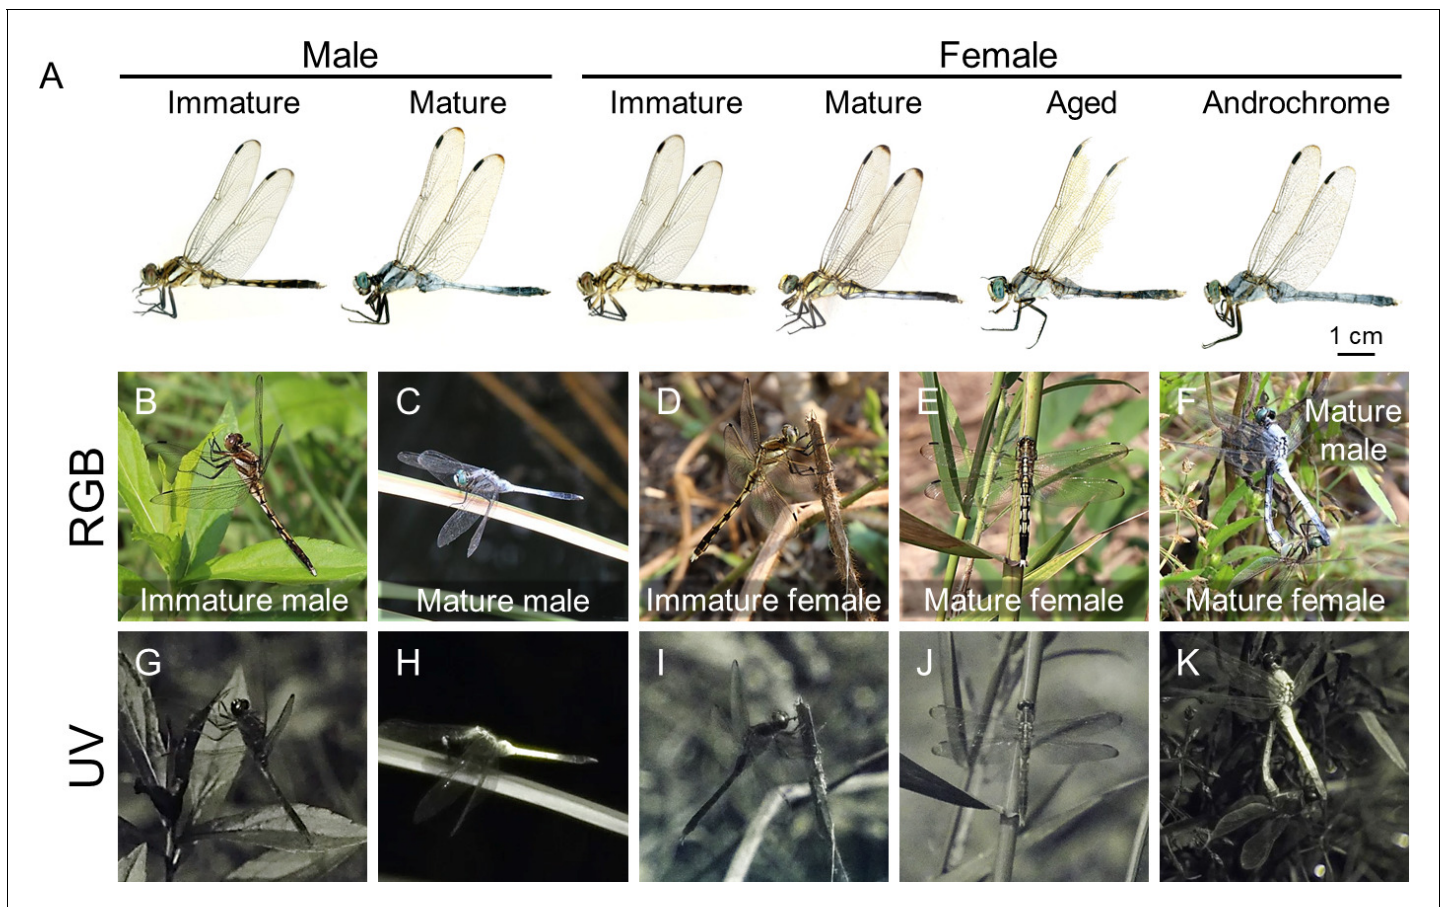 A
Male
Female
Immature
Mature
Immature
Mature
Aged
Androchrome
1 cm
RGB
B
Immature male
C
Mature male
D
Immature female
E
Mature female
F
Mature
male
Mature female
UV
G
H
I
J
K